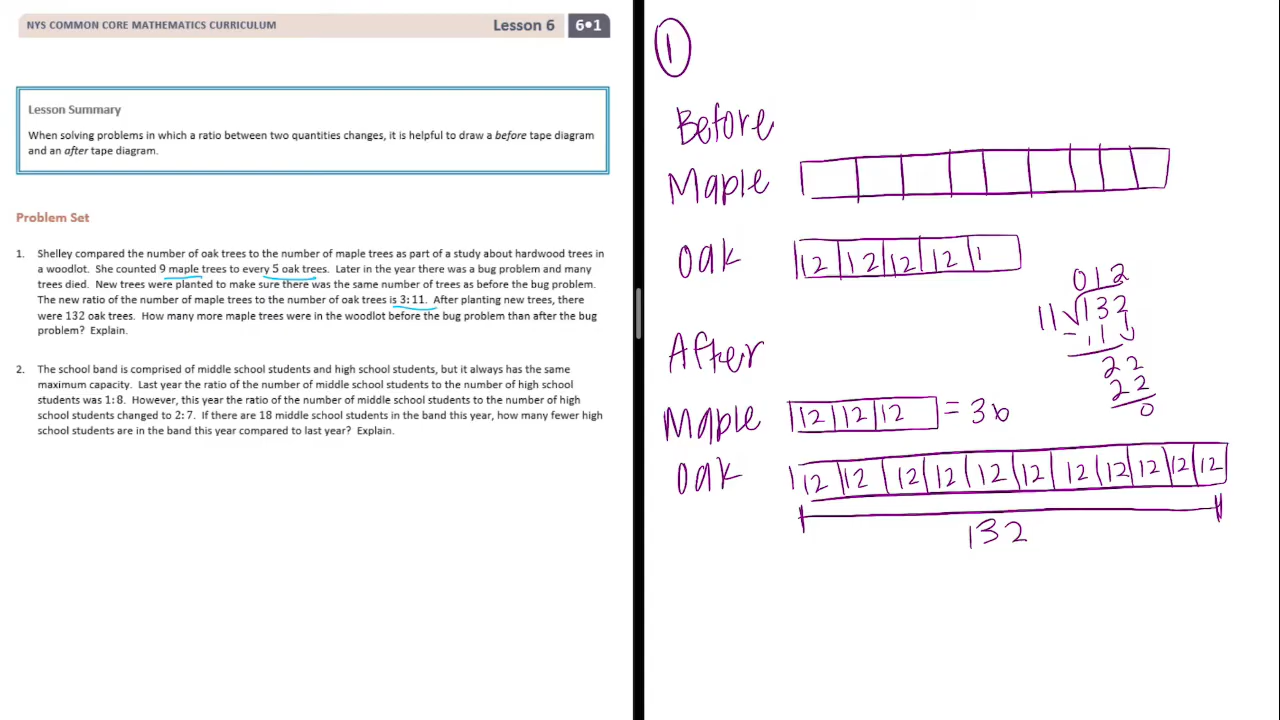 NYS COMMON CORE MATHEMATICS CURRICULUM
Lesson 6
6•1
Lesson Summary
When solving problems in which a ratio between two quantities changes, it is helpful to draw a before tape diagram
and an after tape diagram.
Problem Set
1. Shelley compared the number of oak trees to the number of maple trees as part of a study about hardwood trees in
a woodlot. She counted 9 maple trees to every 5 oak trees. Later in the year there was a bug problem and many
trees died. New trees were planted to make sure there was the same number of trees as before the bug problem.
The new ratio of the number of maple trees to the number of oak trees is 3:11. After planting new trees, there
were 132 oak trees. How many more maple trees were in the woodlot before the bug problem than after the bug
problem? Explain.
2. The school band is comprised of middle school students and high school students, but it always has the same
maximum capacity. Last year the ratio of the number of middle school students to the number of high school
students was 1:8. However, this year the ratio of the number of middle school students to the number of high
school students changed to 2:7. If there are 18 middle school students in the band this year, how many fewer high
school students are in the band this year compared to last year? Explain.
1
Before
Maple
Oak 12 12 12 12 1
012
11 132
-11
22
22
0
After
Maple 12 12 12 = 36
Oak 12 12 12 12 12 12 12 12 12 12 12
132